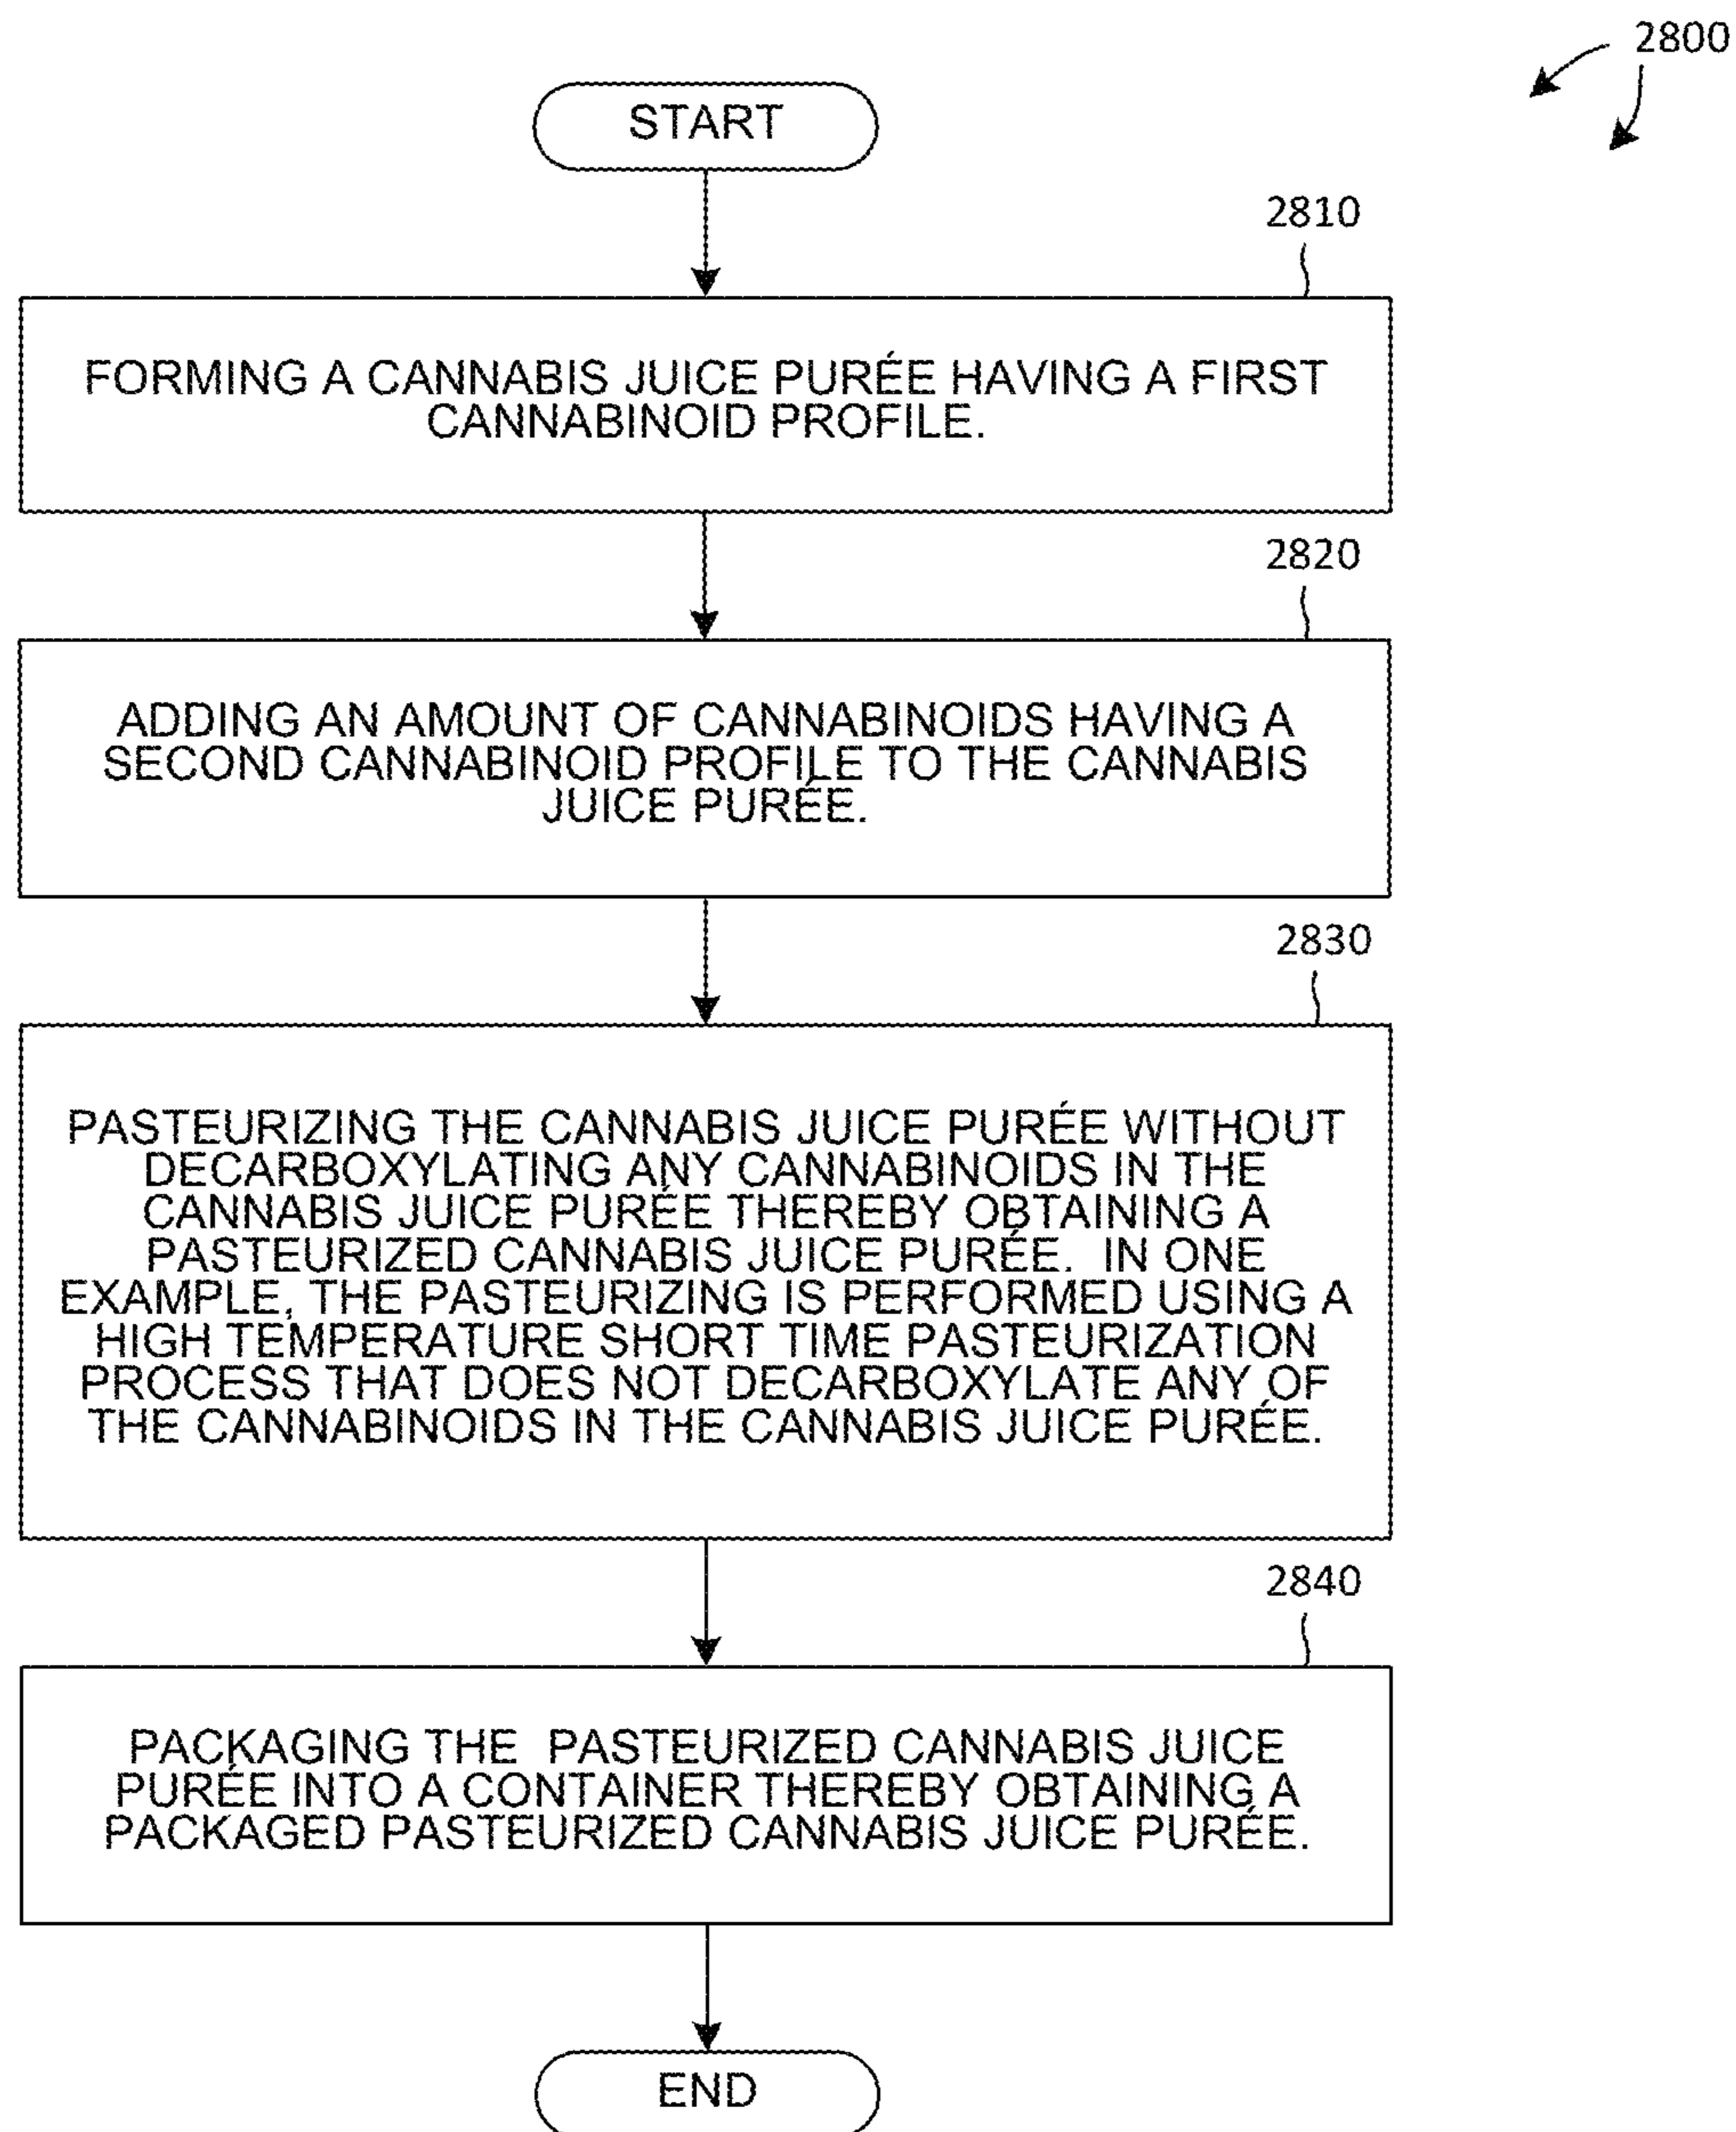 2800
START
2810
FORMING A CANNABIS JUICE PURÉE HAVING A FIRST
CANNABINOID PROFILE.
2820
ADDING AN AMOUNT OF CANNABINOIDS HAVING A
SECOND CANNABINOID PROFILE TO THE CANNABIS
JUICE PURÉE.
2830
PASTEURIZING THE CANNABIS JUICE PURÉE WITHOUT
DECARBOXYLATING ANY CANNABINOIDS IN THE
CANNABIS JUICE PURÉE THEREBY OBTAINING A
PASTEURIZED CANNABIS JUICE PURÉE.  IN ONE
EXAMPLE, THE PASTEURIZING IS PERFORMED USING A
HIGH TEMPERATURE SHORT TIME PASTEURIZATION
PROCESS THAT DOES NOT DECARBOXYLATE ANY OF
THE CANNABINOIDS IN THE CANNABIS JUICE PURÉE.
2840
PACKAGING THE  PASTEURIZED CANNABIS JUICE
PURÉE INTO A CONTAINER THEREBY OBTAINING A
PACKAGED PASTEURIZED CANNABIS JUICE PURÉE.
END